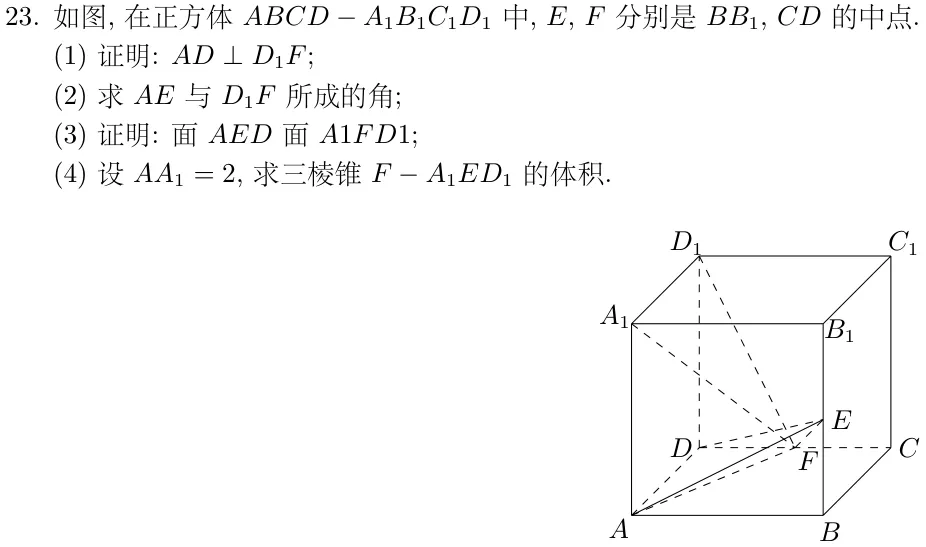 23. 如图, 在正方体 ABCD − A₁B₁C₁D₁ 中, E, F 分别是 BB₁, CD 的中点.
(1) 证明: AD ⊥ D₁F;
(2) 求 AE 与 D₁F 所成的角;
(3) 证明: 面 AED 面 A1FD1;
(4) 设 AA₁ = 2, 求三棱锥 F − A₁ED₁ 的体积.
D₁
C₁
A₁
B₁
E
D
F
C
A
B